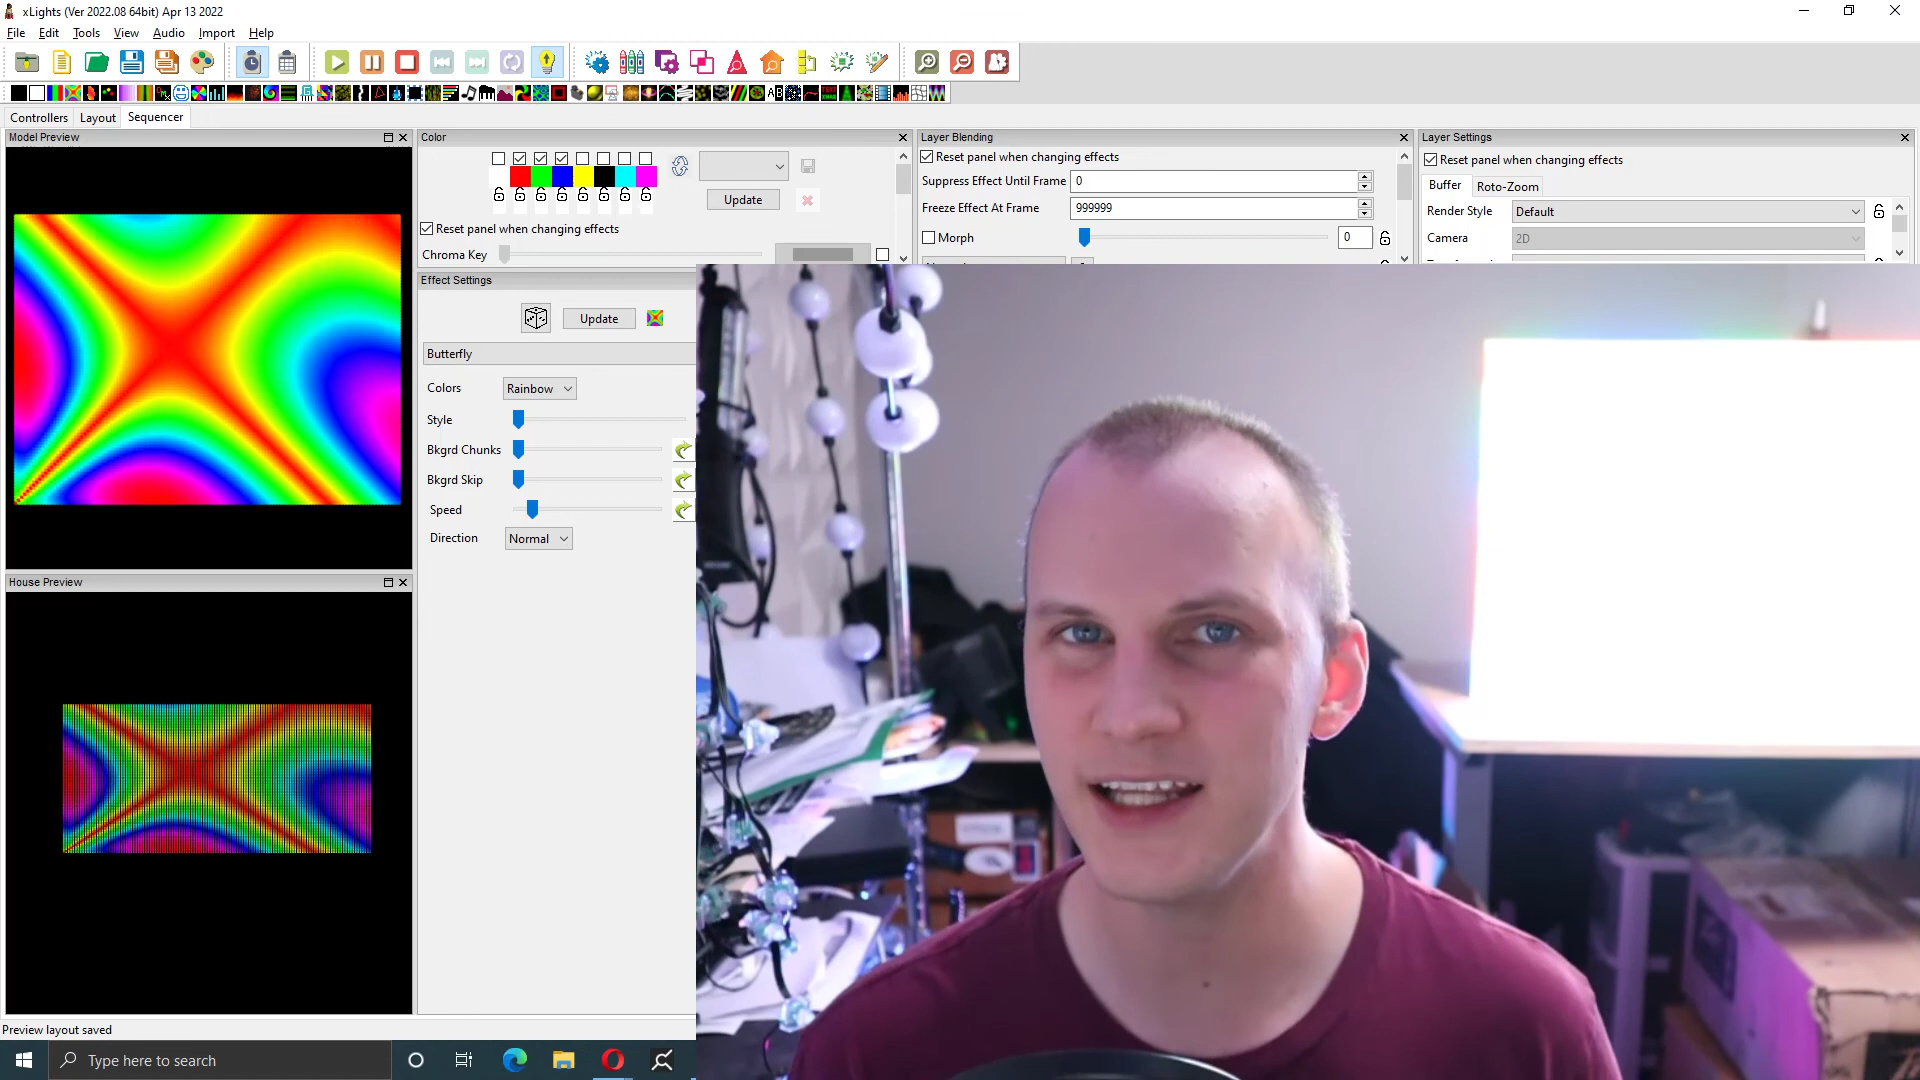 xLights (Ver 2022.08 64bit) Apr 13 2022
File Edit Tools View Audio Import Help
Controllers Layout Sequencer
Model Preview
Color
Layer Blending
Layer Settings
Reset panel when changing effects
Suppress Effect Until Frame 0
Freeze Effect At Frame 999999
Morph 0
Reset panel when changing effects
Buffer Roto-Zoom
Render Style Default
Camera 2D
Update
Reset panel when changing effects
Chroma Key
Effect Settings
Update
Butterfly
Colors Rainbow
Style
Bkgrd Chunks
Bkgrd Skip
Speed
Direction Normal
House Preview
Preview layout saved
Type here to search